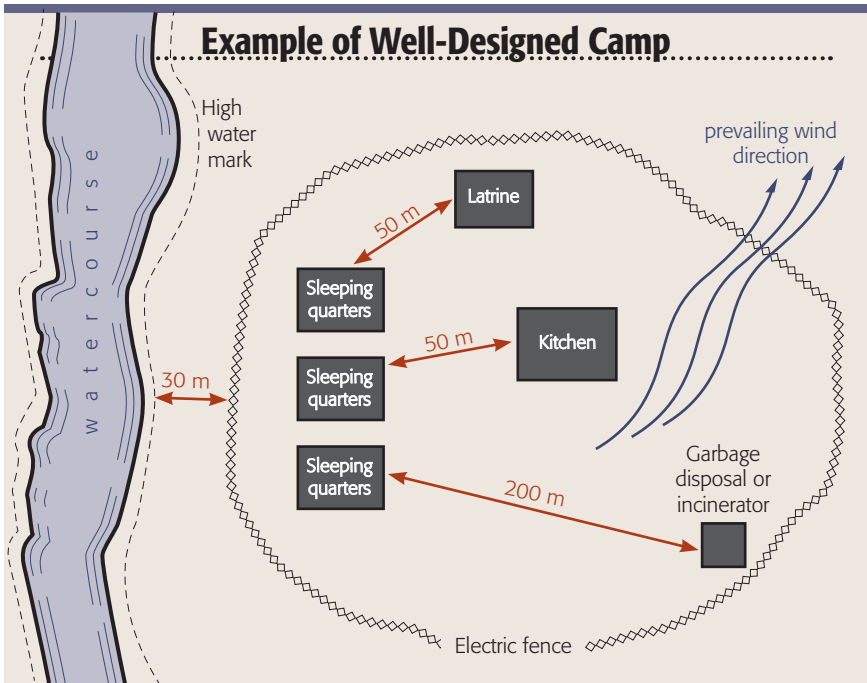 Example of Well-Designed Camp
High
water
mark
prevailing wind
direction
watercourse
Latrine
50 m
Sleeping
quarters
50 m
Kitchen
Sleeping
quarters
30 m
Sleeping
quarters
200 m
Garbage
disposal or
incinerator
Electric fence